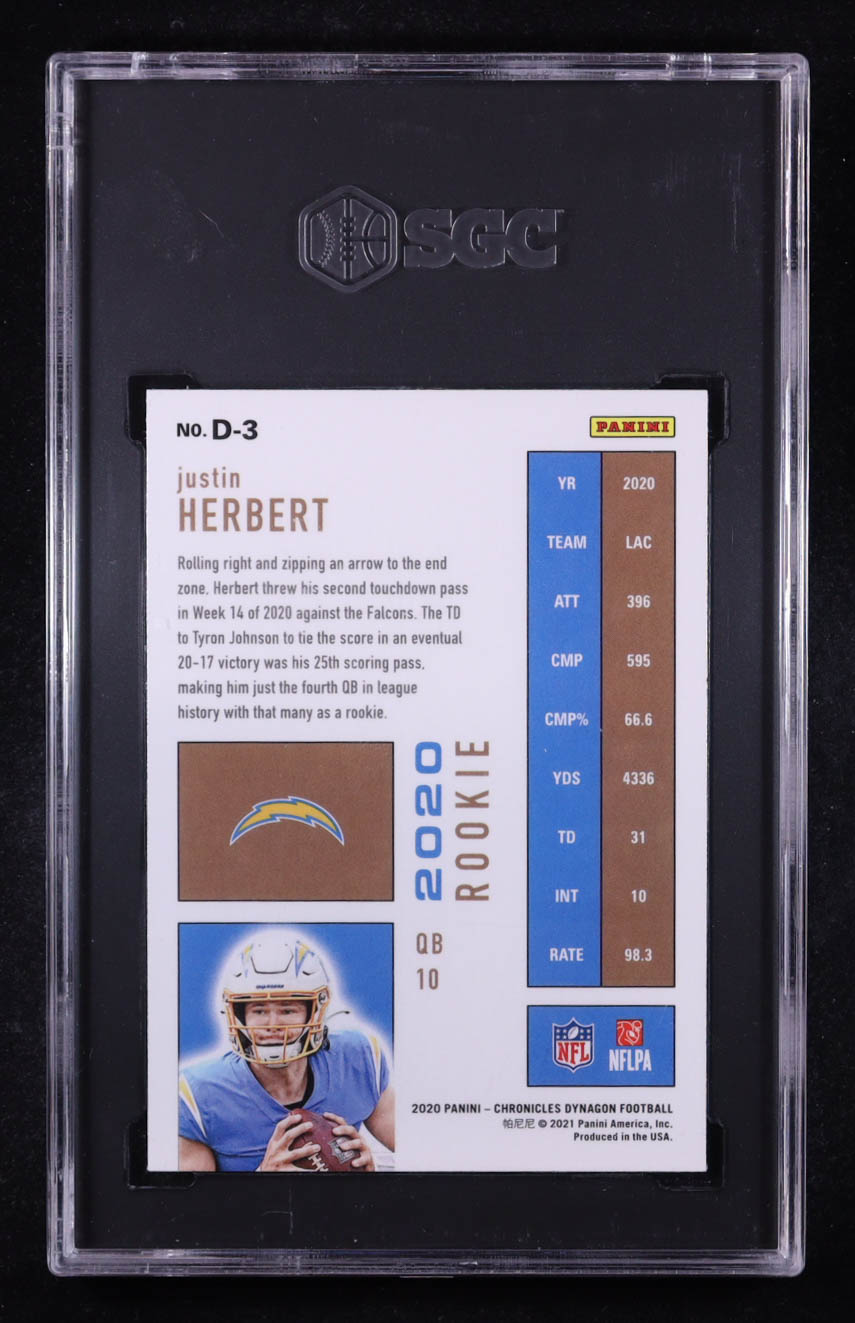 SGC
NO. D-3
PANINI
justin
HERBERT
Rolling right and zipping an arrow to the end
zone, Herbert threw his second touchdown pass
in Week 14 of 2020 against the Falcons. The TD
to Tyron Johnson to tie the score in an eventual
20-17 victory was his 25th scoring pass,
making him just the fourth QB in league
history with that many as a rookie.
YR 2020
TEAM LAC
ATT 396
CMP 595
CMP% 66.6
YDS 4336
TD 31
INT 10
RATE 98.3
2020
ROOKIE
QB
10
NFL
NFLPA
2020 PANINI – CHRONICLES DYNAGON FOOTBALL
帕尼尼 © 2021 Panini America, Inc.
Produced in the USA.